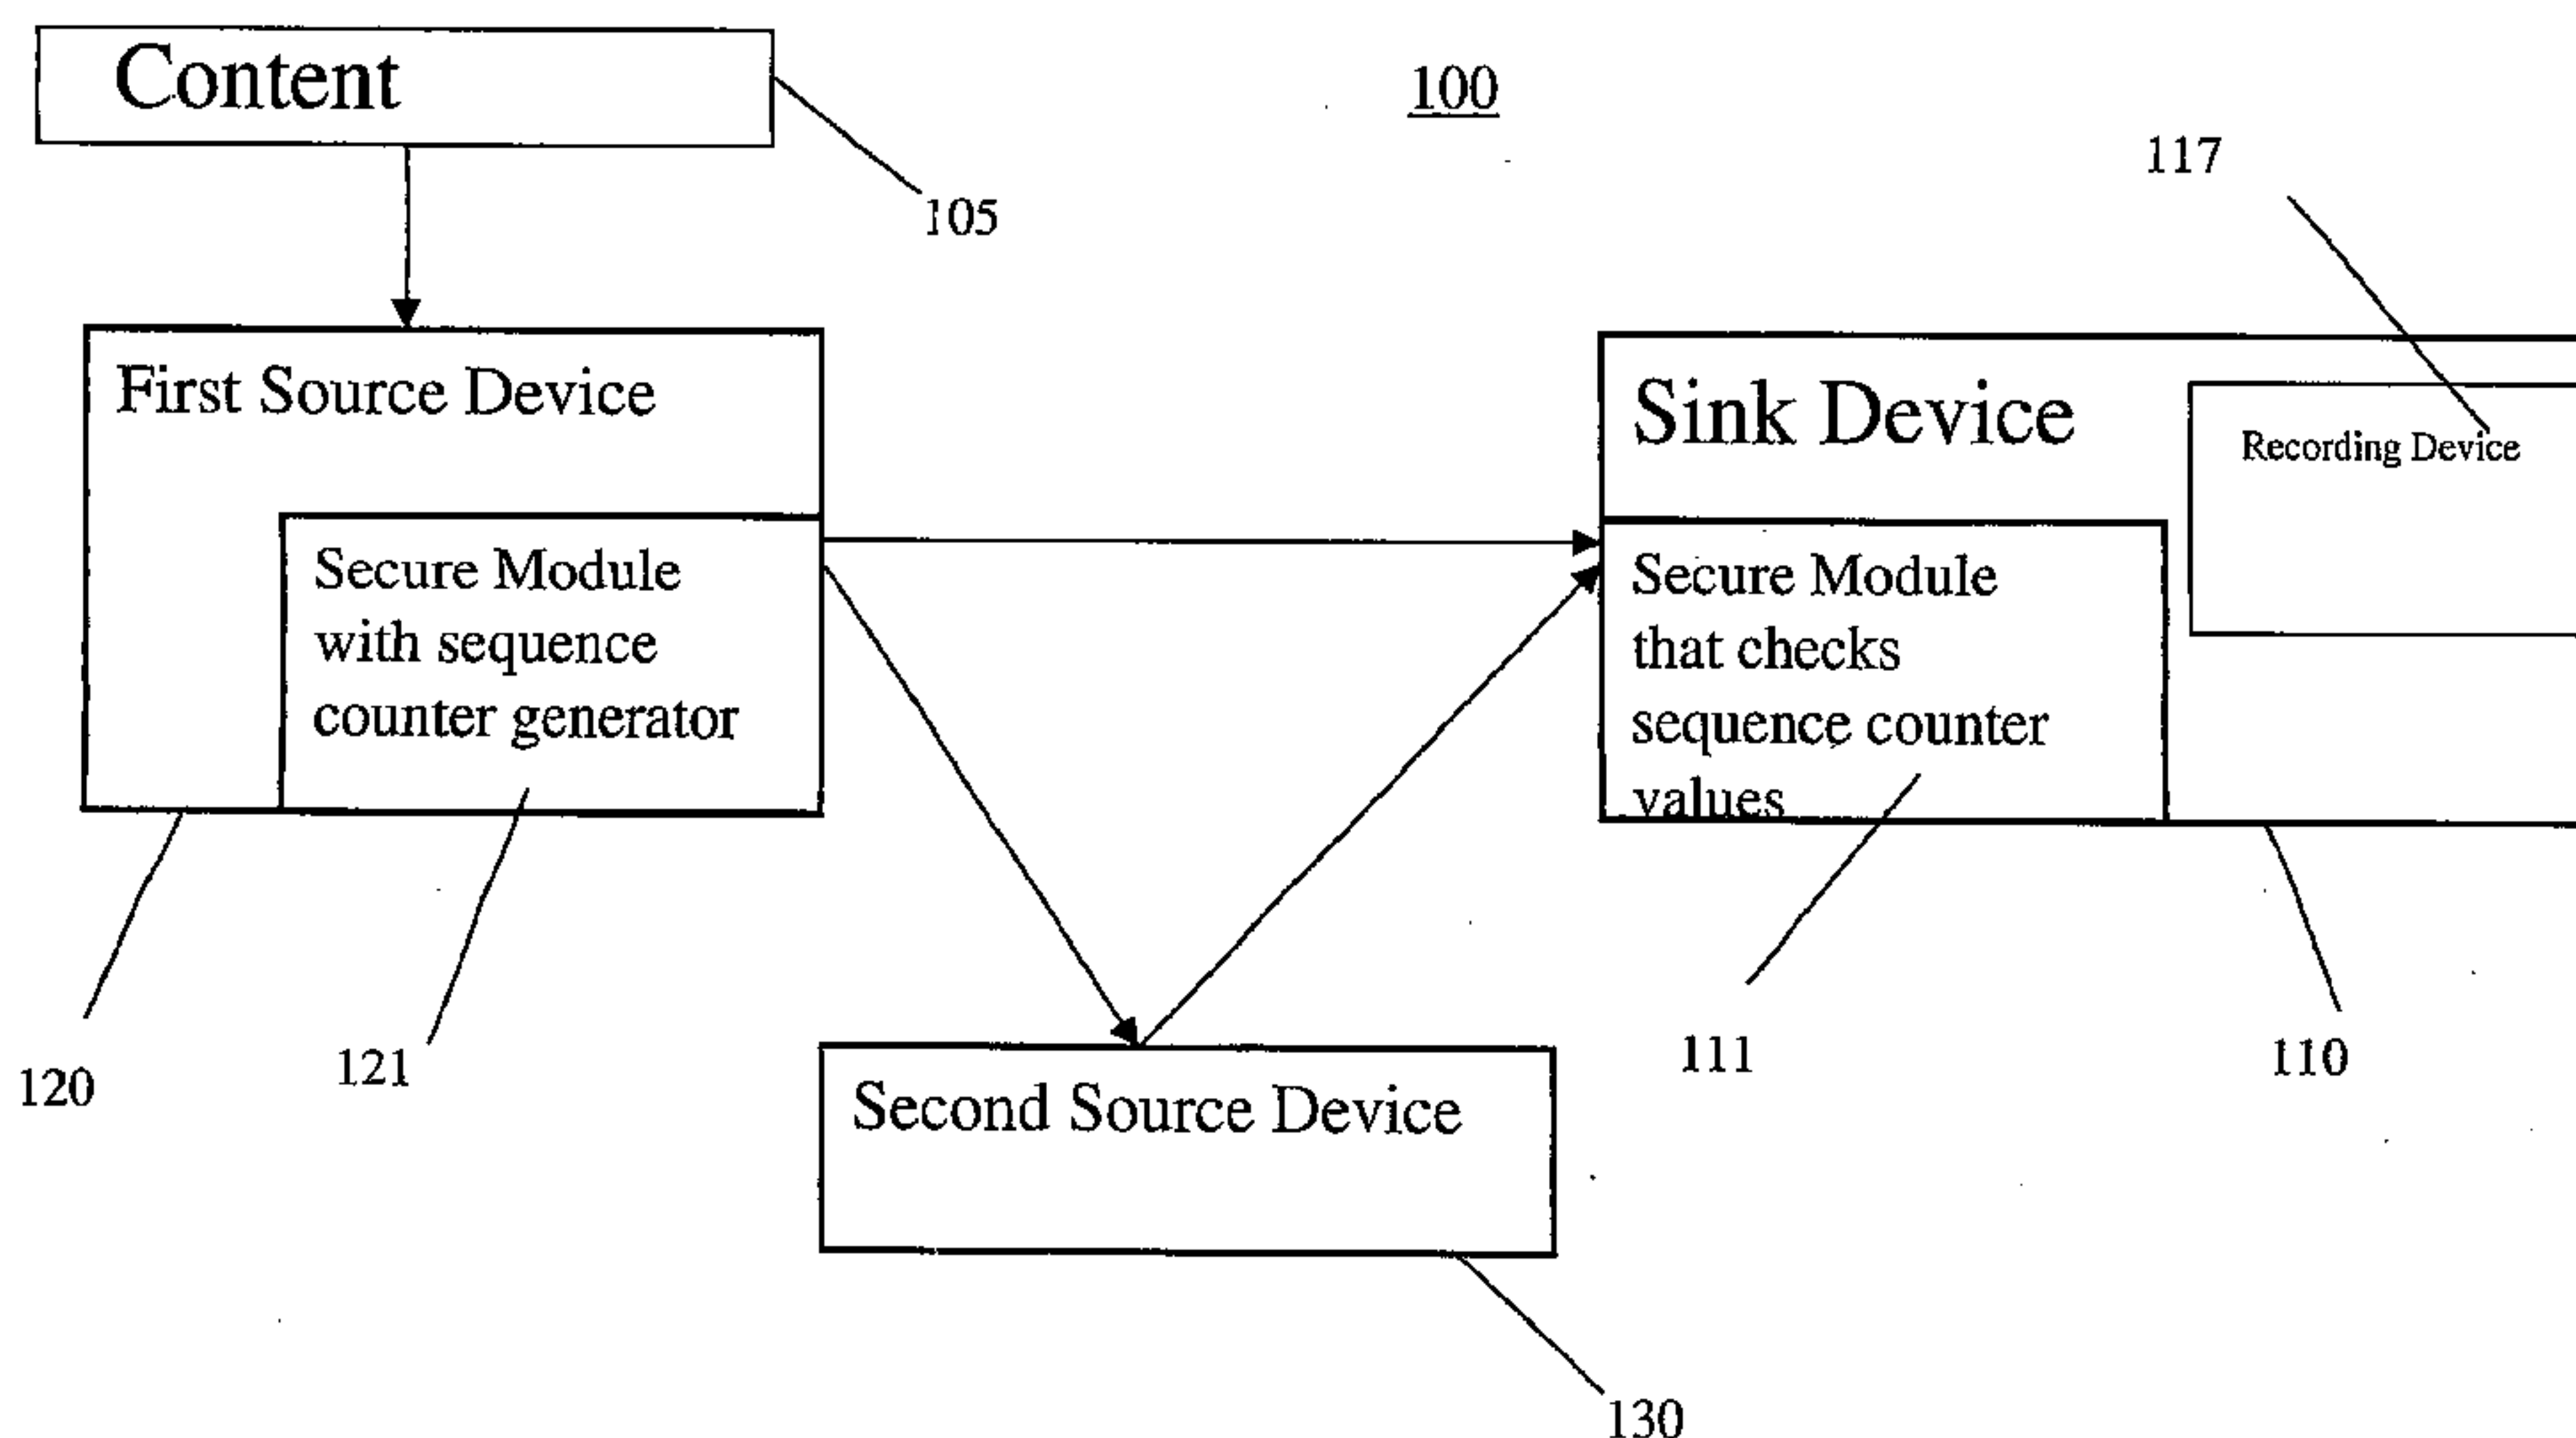 Content
100
117
105
First Source Device
Sink Device
Recording Device
Secure Module
with sequence
counter generator
Secure Module
that checks
sequence counter
values
120
121
111
110
Second Source Device
130